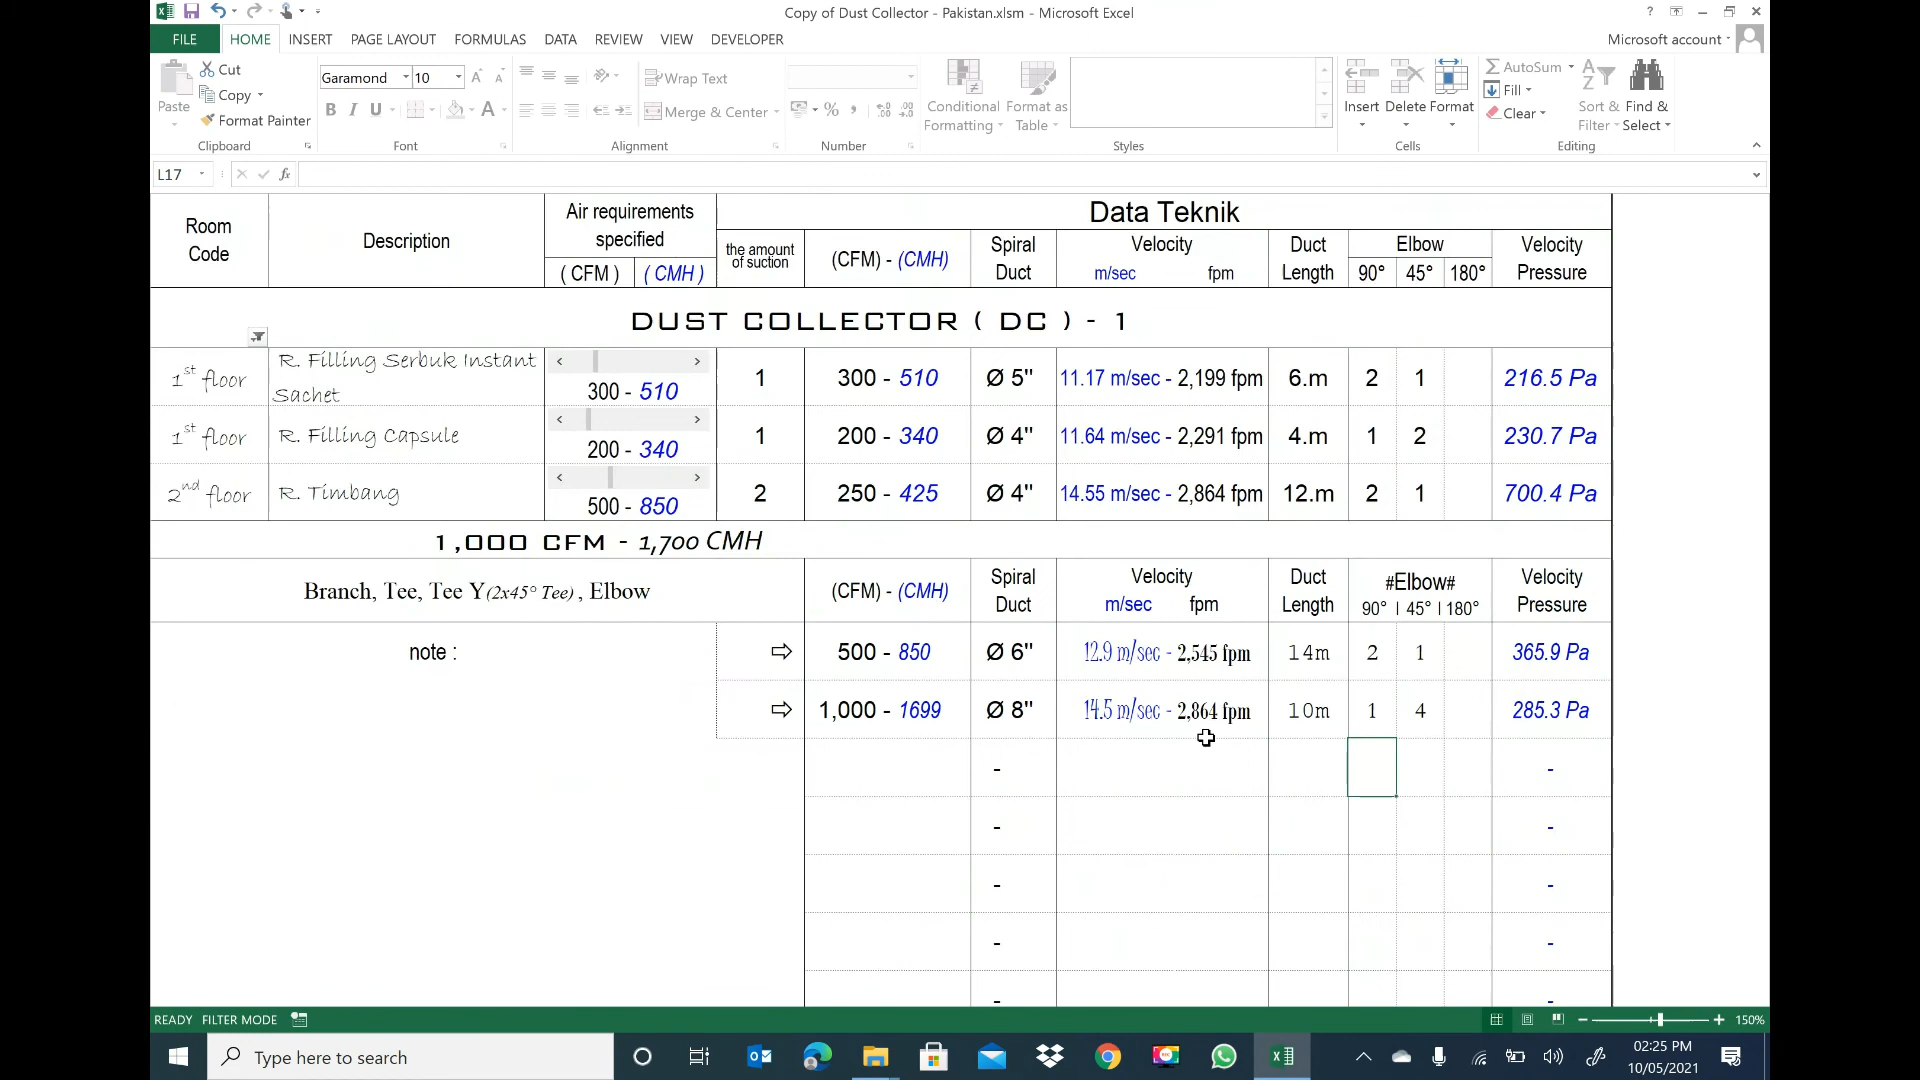 Copy of Dust Collector - Pakistan.xlsm - Microsoft Excel
FILE HOME INSERT PAGE LAYOUT FORMULAS DATA REVIEW VIEW DEVELOPER Microsoft account
Paste
Cut
Copy
Format Painter
Clipboard
Garamond 10
B I U
Font
Wrap Text
Merge & Center
Alignment
Number
Conditional Formatting
Format as Table
Styles
Insert Delete Format
Cells
AutoSum
Fill
Clear
Sort & Filter
Find & Select
Editing
L17 fx
Room Code
Description
Air requirements specified
( CFM ) ( CMH )
Data Teknik
the amount of suction
(CFM) - (CMH)
Spiral Duct
Velocity
m/sec fpm
Duct Length
Elbow
90° 45° 180°
Velocity Pressure
DUST COLLECTOR ( DC ) - 1
1st floor R. Filling Serbuk Instant Sachet 300 - 510 1 300 - 510 Ø 5" 11.17 m/sec - 2,199 fpm 6.m 2 1 216.5 Pa
1st floor R. Filling Capsule 200 - 340 1 200 - 340 Ø 4" 11.64 m/sec - 2,291 fpm 4.m 1 2 230.7 Pa
2nd floor R. Timbang 500 - 850 2 250 - 425 Ø 4" 14.55 m/sec - 2,864 fpm 12.m 2 1 700.4 Pa
1,000 CFM - 1,700 CMH
Branch, Tee, Tee Y(2x45° Tee) , Elbow
(CFM) - (CMH)
Spiral Duct
Velocity
m/sec fpm
Duct Length
#Elbow#
90° | 45° | 180°
Velocity Pressure
note : ⇨ 500 - 850 Ø 6" 12.9 m/sec - 2,545 fpm 14m 2 1 365.9 Pa
⇨ 1,000 - 1699 Ø 8" 14.5 m/sec - 2,864 fpm 10m 1 4 285.3 Pa
- -
- -
- -
- -
- -
READY FILTER MODE 150%
Type here to search
02:25 PM
10/05/2021